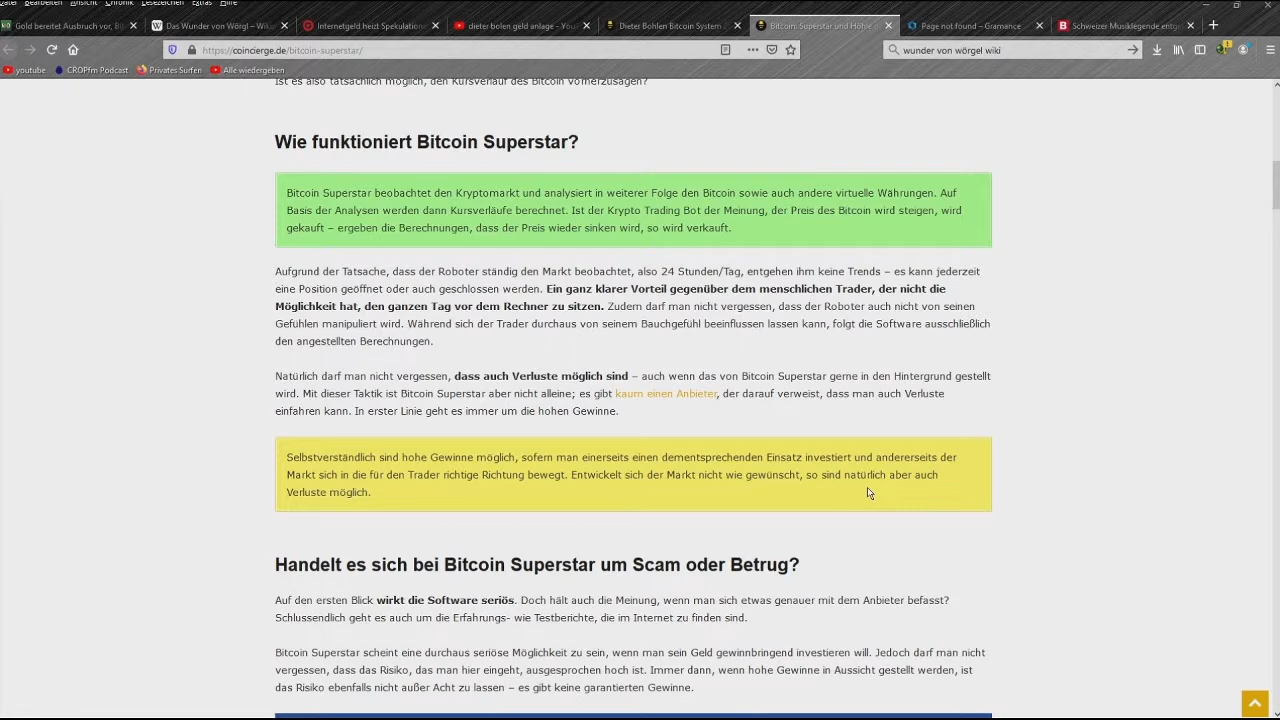 Ansicht Chronik Lesezeichen Extras Hilfe
Gold bereitet Ausbruch vor. Bi
Das Wunder von Wörgl – Wiki
Internetgeld heizt Spekulation
dieter bolen geld anlage - You
Dieter Bohlen Bitcoin System
Bitcoin Superstar und Höhle
Page not found – Gramance
Schweizer Musiklegende entg
https://coincierge.de/bitcoin-superstar/
wunder von wörgel wiki
youtube
CROPfm Podcast
Privates Surfen
Alle wiedergeben
Ist es also tatsächlich möglich, den Kursverlauf des Bitcoin vorherzusagen?
Wie funktioniert Bitcoin Superstar?
Bitcoin Superstar beobachtet den Kryptomarkt und analysiert in weiterer Folge den Bitcoin sowie auch andere virtuelle Währungen. Auf
Basis der Analysen werden dann Kursverläufe berechnet. Ist der Krypto Trading Bot der Meinung, der Preis des Bitcoin wird steigen, wird
gekauft – ergeben die Berechnungen, dass der Preis wieder sinken wird, so wird verkauft.
Aufgrund der Tatsache, dass der Roboter ständig den Markt beobachtet, also 24 Stunden/Tag, entgehen ihm keine Trends – es kann jederzeit
eine Position geöffnet oder auch geschlossen werden. Ein ganz klarer Vorteil gegenüber dem menschlichen Trader, der nicht die
Möglichkeit hat, den ganzen Tag vor dem Rechner zu sitzen. Zudem darf man nicht vergessen, dass der Roboter auch nicht von seinen
Gefühlen manipuliert wird. Während sich der Trader durchaus von seinem Bauchgefühl beeinflussen lassen kann, folgt die Software ausschließlich
den angestellten Berechnungen.
Natürlich darf man nicht vergessen, dass auch Verluste möglich sind – auch wenn das von Bitcoin Superstar gerne in den Hintergrund gestellt
wird. Mit dieser Taktik ist Bitcoin Superstar aber nicht alleine; es gibt kaum einen Anbieter, der darauf verweist, dass man auch Verluste
einfahren kann. In erster Linie geht es immer um die hohen Gewinne.
Selbstverständlich sind hohe Gewinne möglich, sofern man einerseits einen dementsprechenden Einsatz investiert und andererseits der
Markt sich in die für den Trader richtige Richtung bewegt. Entwickelt sich der Markt nicht wie gewünscht, so sind natürlich aber auch
Verluste möglich.
Handelt es sich bei Bitcoin Superstar um Scam oder Betrug?
Auf den ersten Blick wirkt die Software seriös. Doch hält auch die Meinung, wenn man sich etwas genauer mit dem Anbieter befasst?
Schlussendlich geht es auch um die Erfahrungs- wie Testberichte, die im Internet zu finden sind.
Bitcoin Superstar scheint eine durchaus seriöse Möglichkeit zu sein, wenn man sein Geld gewinnbringend investieren will. Jedoch darf man nicht
vergessen, dass das Risiko, das man hier eingeht, ausgesprochen hoch ist. Immer dann, wenn hohe Gewinne in Aussicht gestellt werden, ist
das Risiko ebenfalls nicht außer Acht zu lassen – es gibt keine garantierten Gewinne.